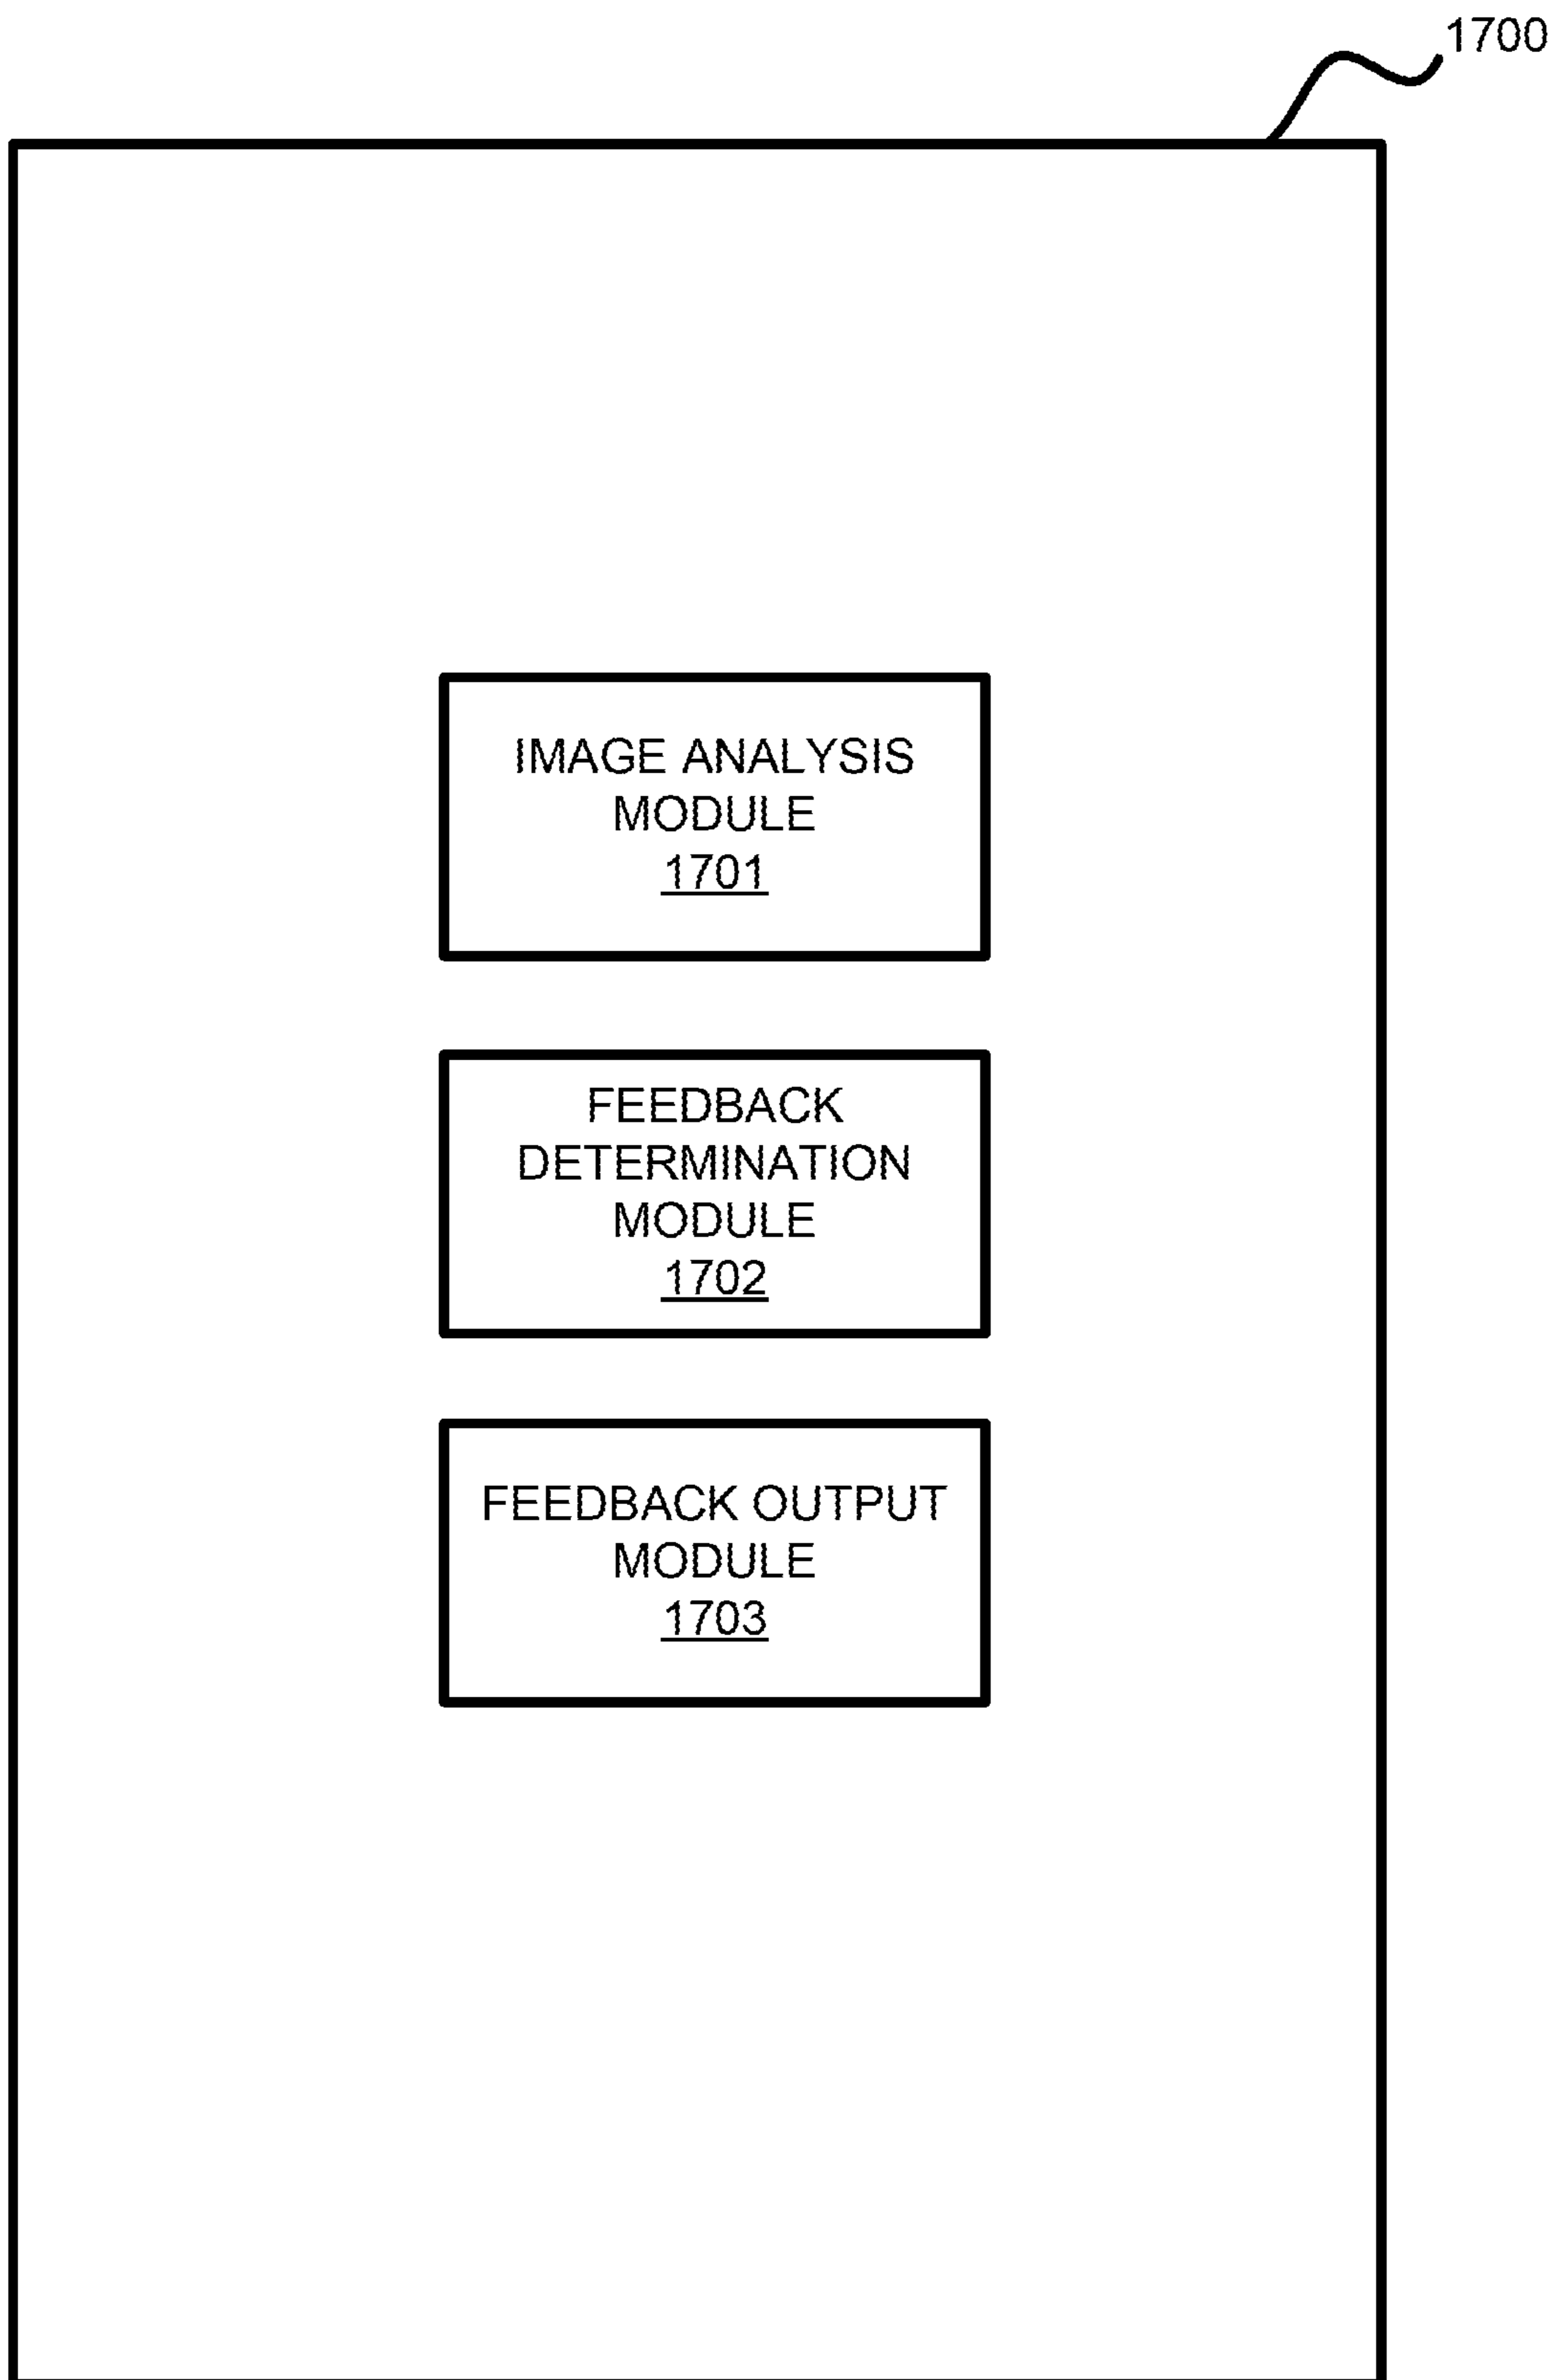 1700
IMAGE ANALYSIS
MODULE
1701
FEEDBACK
DETERMINATION
MODULE
1702
FEEDBACK OUTPUT
MODULE
1703